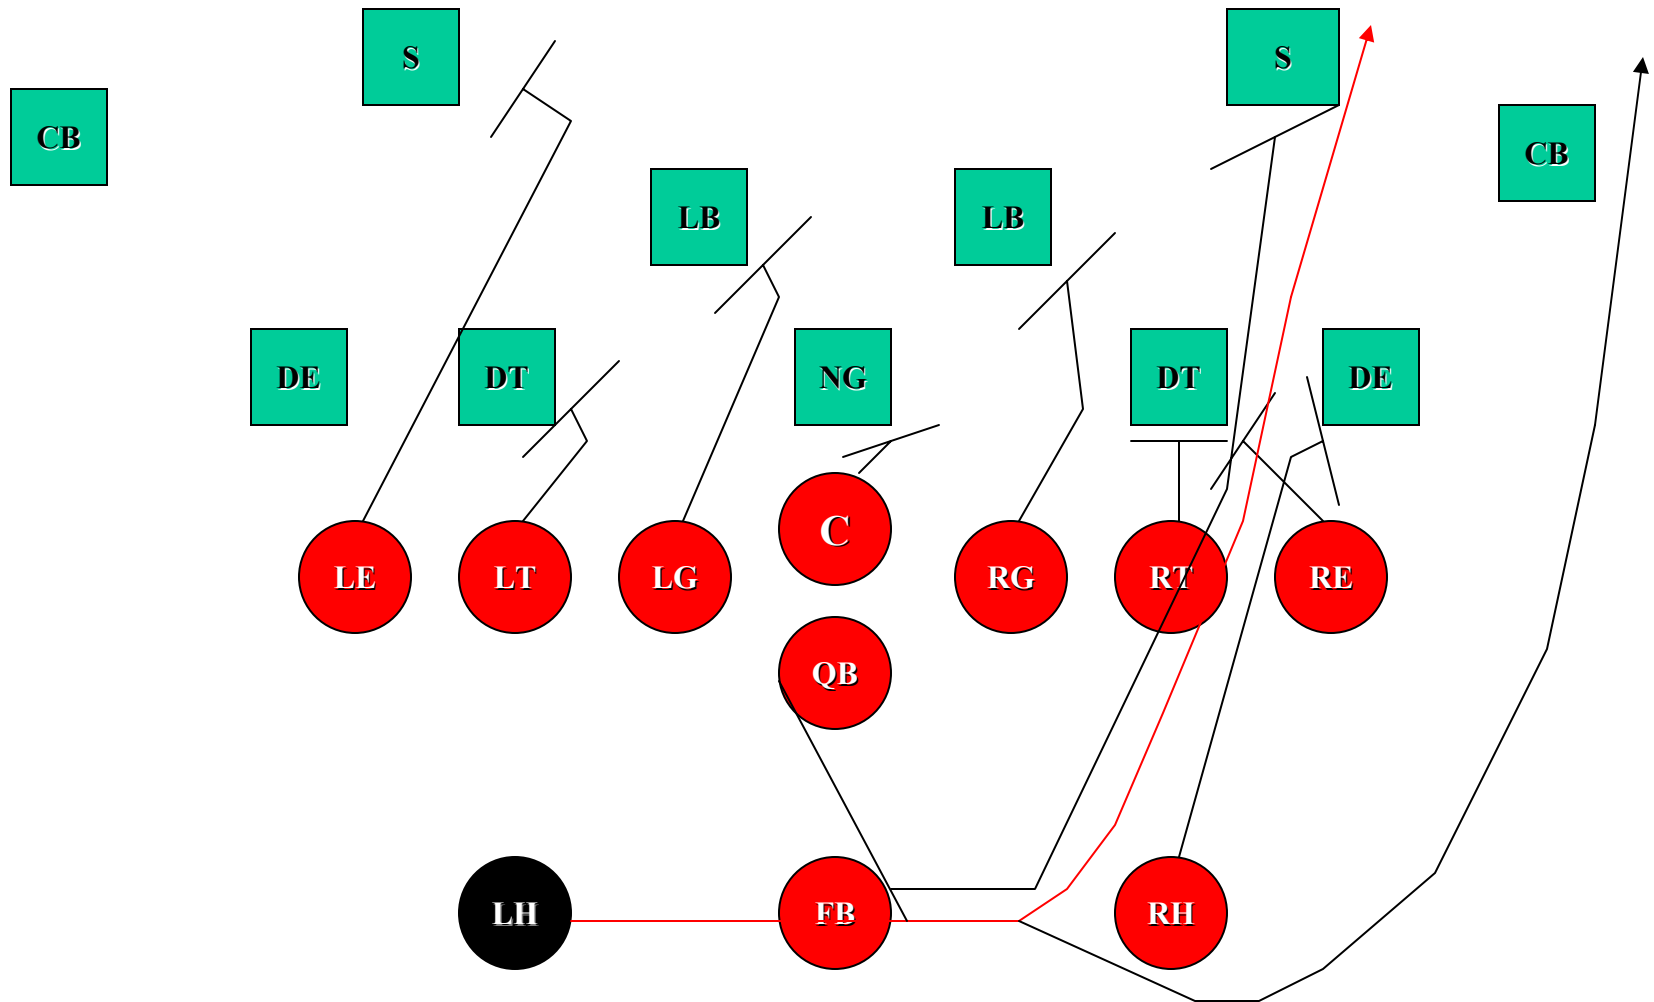 S
S
CB
CB
LB
LB
DE
DT
NG
DT
DE
C
LE
LT
LG
RG
RT
RE
QB
LH
FB
RH